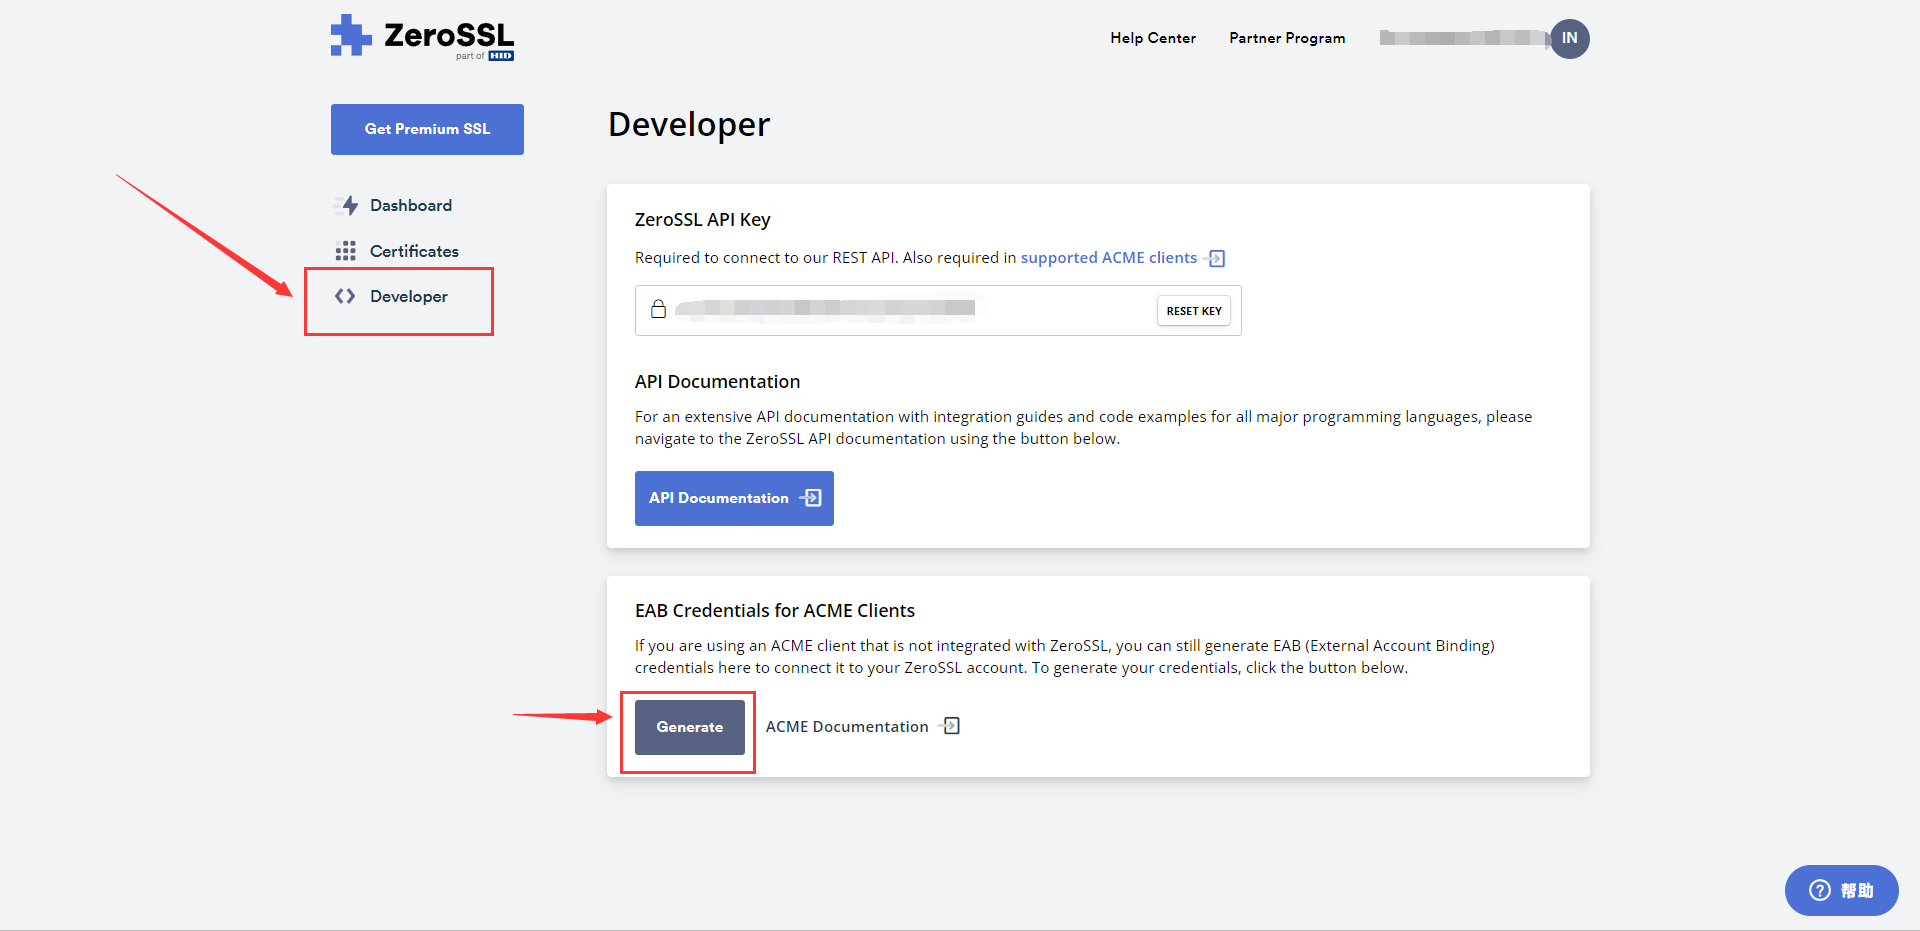 ZeroSSL
part of HID
Help Center
Partner Program
IN
Get Premium SSL
Dashboard
Certificates
Developer
Developer
ZeroSSL API Key
Required to connect to our REST API. Also required in supported ACME clients
RESET KEY
API Documentation
For an extensive API documentation with integration guides and code examples for all major programming languages, please
navigate to the ZeroSSL API documentation using the button below.
API Documentation
EAB Credentials for ACME Clients
If you are using an ACME client that is not integrated with ZeroSSL, you can still generate EAB (External Account Binding)
credentials here to connect it to your ZeroSSL account. To generate your credentials, click the button below.
Generate
ACME Documentation
? 帮助